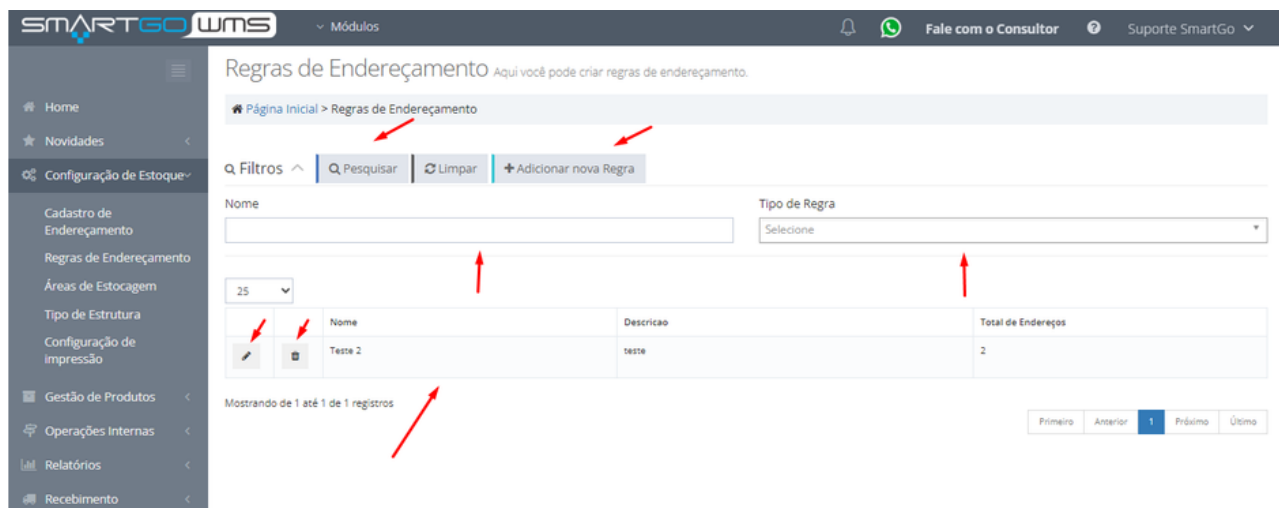 SMARTGO WMS
Módulos
Fale com o Consultor
Suporte SmartGo
Regras de Endereçamento Aqui você pode criar regras de endereçamento.
Página Inicial > Regras de Endereçamento
Home
Novidades
Configuração de Estoque
Cadastro de
Endereçamento
Regras de Endereçamento
Áreas de Estocagem
Tipo de Estrutura
Configuração de
impressão
Gestão de Produtos
Operações Internas
Relatórios
Recebimento
Filtros
Pesquisar
Limpar
Adicionar nova Regra
Nome
Tipo de Regra
Selecione
25
Nome Descricao Total de Endereços
Teste 2 teste 2
Mostrando de 1 até 1 de 1 registros
Primeiro Anterior 1 Próximo Último